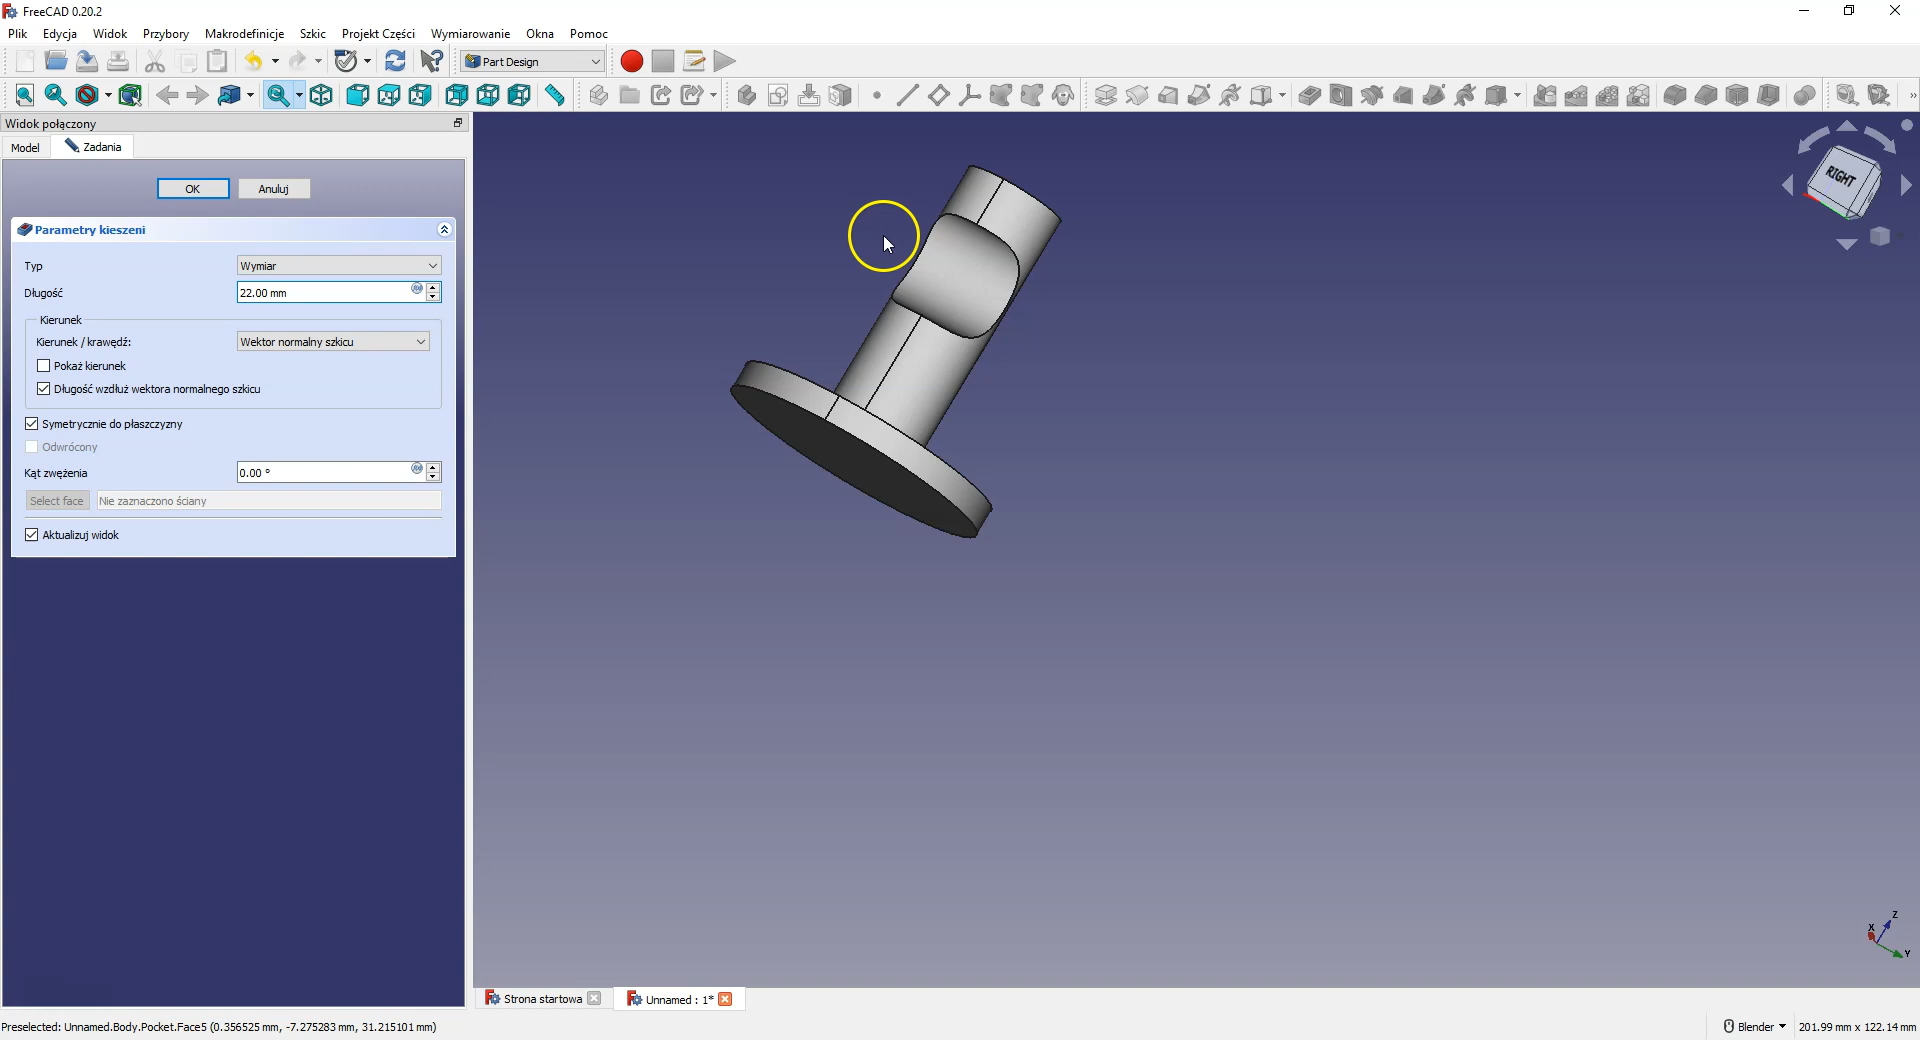 FreeCAD 0.20.2
Plik Edycja Widok Przybory Makrodefinicje Szkic Projekt Części Wymiarowanie Okna Pomoc
Part Design
Widok połączony
Model Zadania
OK Anuluj
Parametry kieszeni
Typ Wymiar
Długość 22.00 mm
Kierunek
Kierunek / krawędź: Wektor normalny szkicu
Pokaż kierunek
Długość wzdłuż wektora normalnego szkicu
Symetrycznie do płaszczyzny
Odwrócony
Kąt zwężenia 0.00 °
Select face Nie zaznaczono ściany
Aktualizuj widok
RIGHT
Z
X
Y
Strona startowa Unnamed : 1*
Preselected: Unnamed.Body.Pocket.Face5 (0.356525 mm, -7.275283 mm, 31.215101 mm) Blender 201.99 mm x 122.14 mm